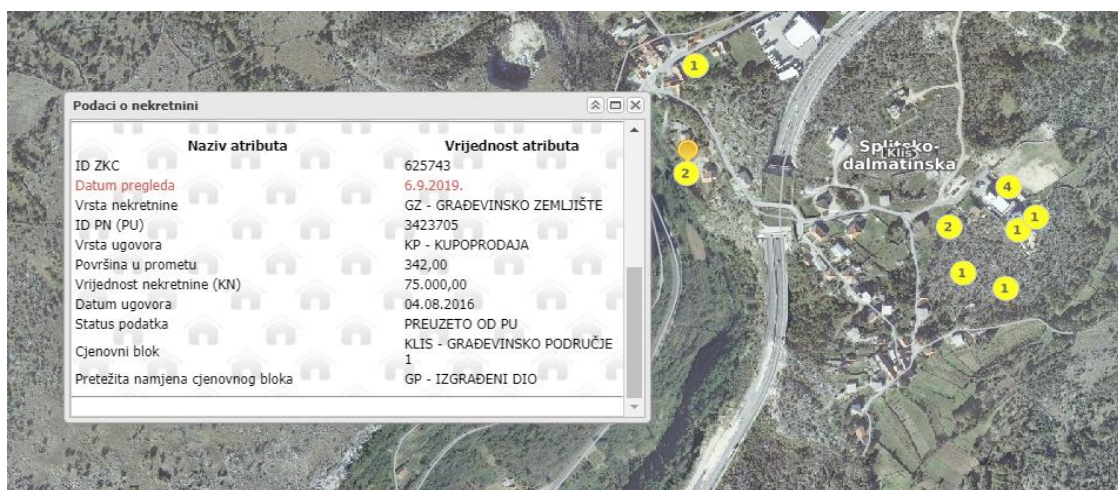 Podaci o nekretnini
Naziv atributa Vrijednost atributa
ID ZKC 625743
Datum pregleda 6.9.2019.
Vrsta nekretnine GZ - GRAĐEVINSKO ZEMLJIŠTE
ID PN (PU) 3423705
Vrsta ugovora KP - KUPOPRODAJA
Površina u prometu 342,00
Vrijednost nekretnine (KN) 75.000,00
Datum ugovora 04.08.2016
Status podatka PREUZETO OD PU
Cjenovni blok KLIS - GRAĐEVINSKO PODRUČJE
1
Pretežita namjena cjenovnog bloka GP - IZGRAĐENI DIO
1
2
Splitsko-
Klis
dalmatinska
4
1
2
1
1
1